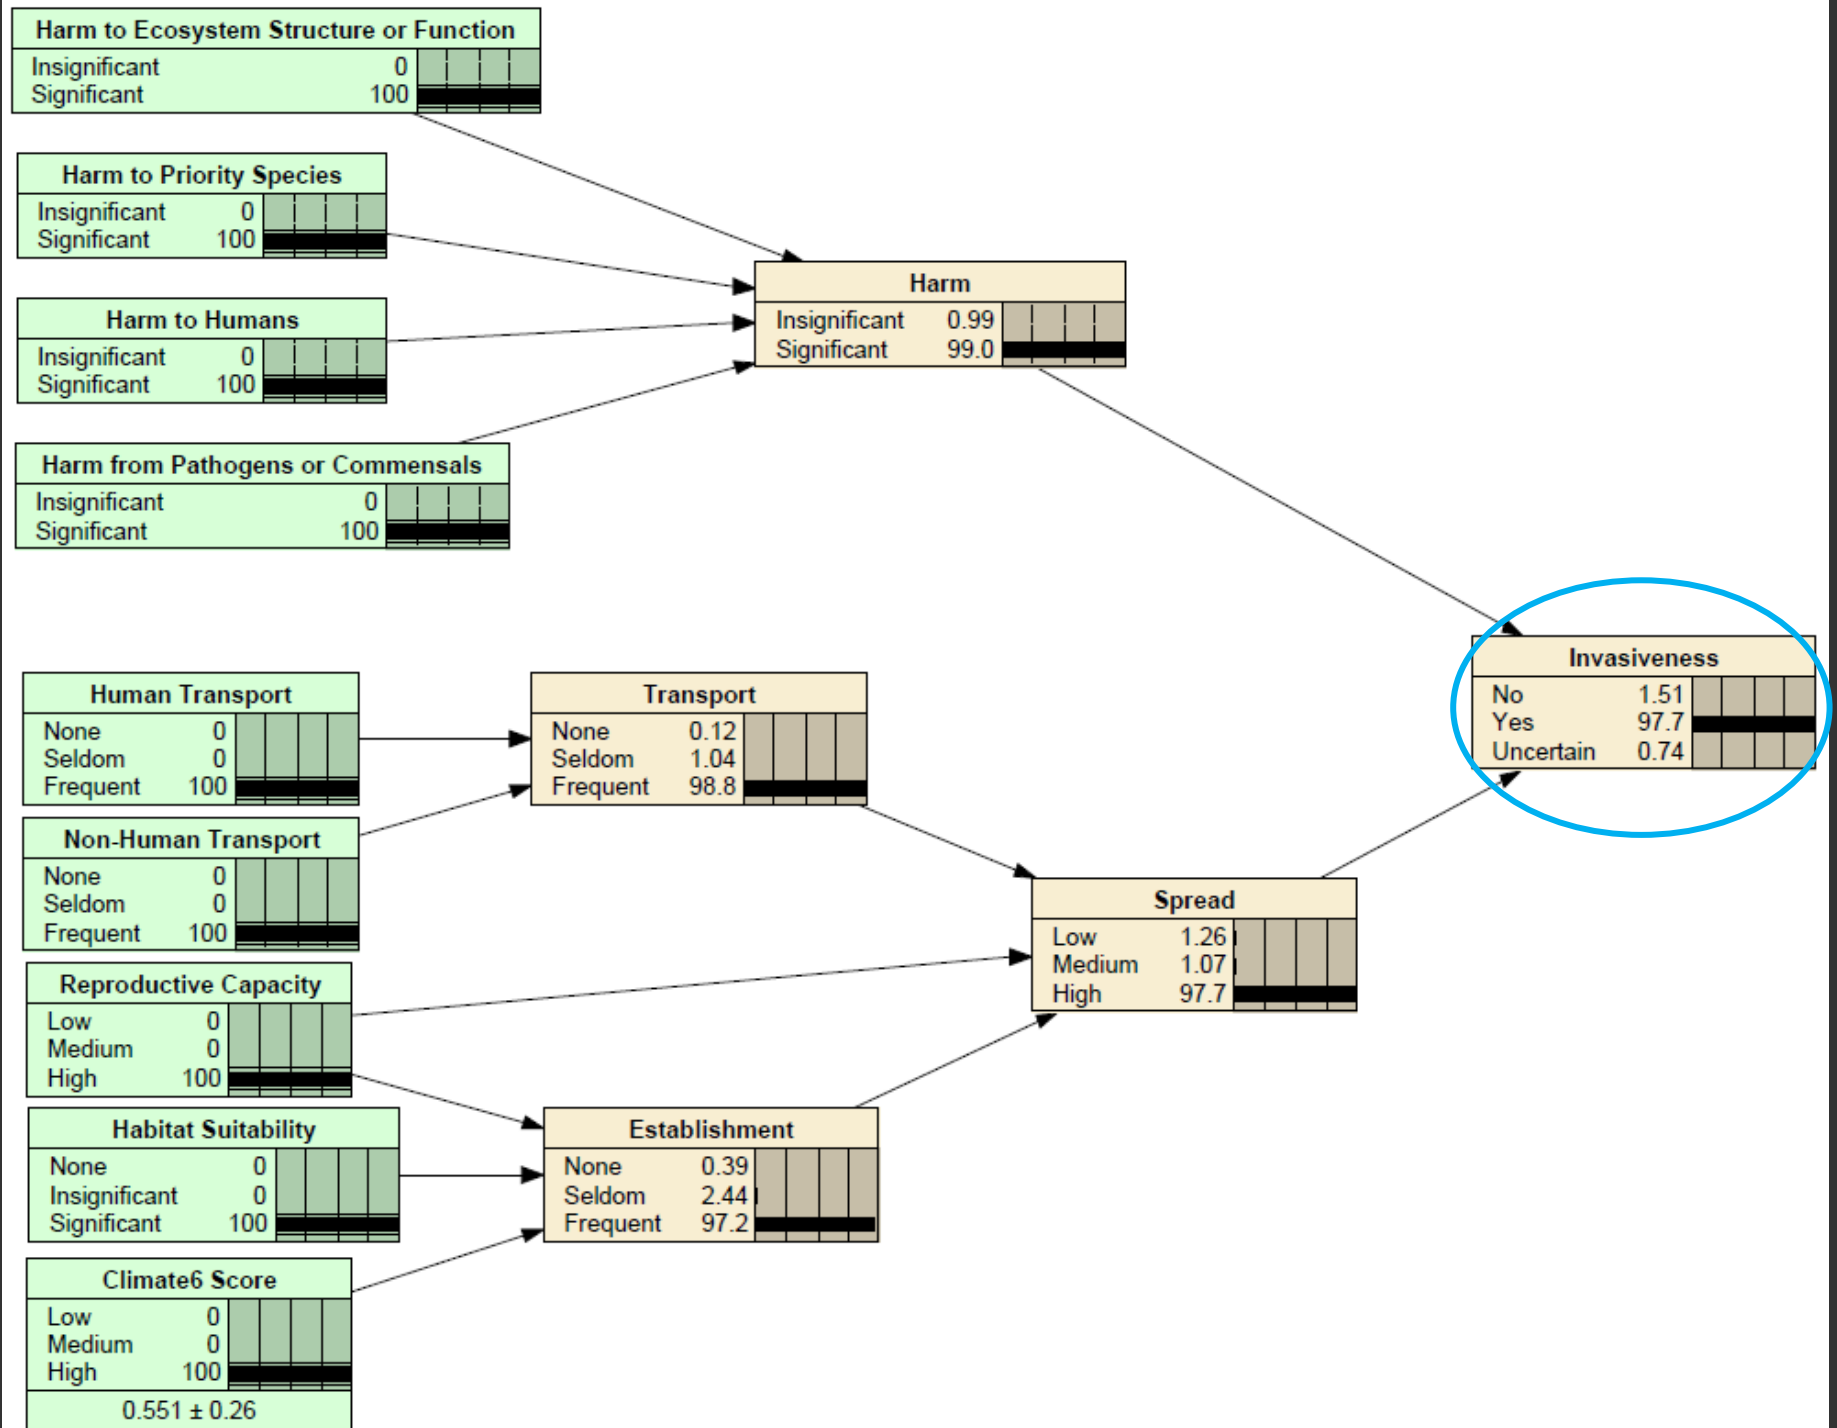 Harm to Ecosystem Structure or Function
Insignificant 0
Significant 100
Harm to Priority Species
Insignificant 0
Significant 100
Harm to Humans
Insignificant 0
Significant 100
Harm from Pathogens or Commensals
Insignificant 0
Significant 100
Harm
Insignificant 0.99
Significant 99.0
Invasiveness
No 1.51
Yes 97.7
Uncertain 0.74
Human Transport
None 0
Seldom 0
Frequent 100
Transport
None 0.12
Seldom 1.04
Frequent 98.8
Non-Human Transport
None 0
Seldom 0
Frequent 100
Spread
Low 1.26
Medium 1.07
High 97.7
Reproductive Capacity
Low 0
Medium 0
High 100
Habitat Suitability
None 0
Insignificant 0
Significant 100
Establishment
None 0.39
Seldom 2.44
Frequent 97.2
Climate6 Score
Low 0
Medium 0
High 100
0.551 ± 0.26